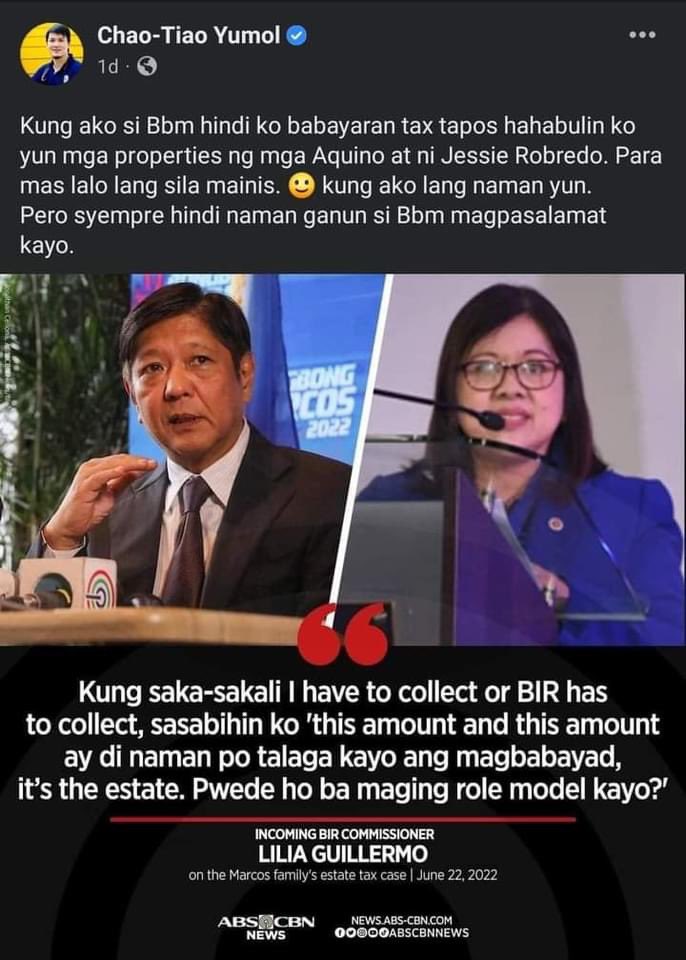 Chao-Tiao Yumol
1d
Kung ako si Bbm hindi ko babayaran tax tapos hahabulin ko
yun mga properties ng mga Aquino at ni Jessie Robredo. Para
mas lalo lang sila mainis. 🙂 kung ako lang naman yun.
Pero syempre hindi naman ganun si Bbm magpasalamat
kayo.
2022
Kung saka-sakali I have to collect or BIR has
to collect, sasabihin ko 'this amount and this amount
ay di naman po talaga kayo ang magbabayad,
it's the estate. Pwede ho ba maging role model kayo?'
INCOMING BIR COMMISSIONER
LILIA GUILLERMO
on the Marcos family's estate tax case | June 22, 2022
ABS CBN
NEWS
NEWS.ABS-CBN.COM
ABSCBNNEWS